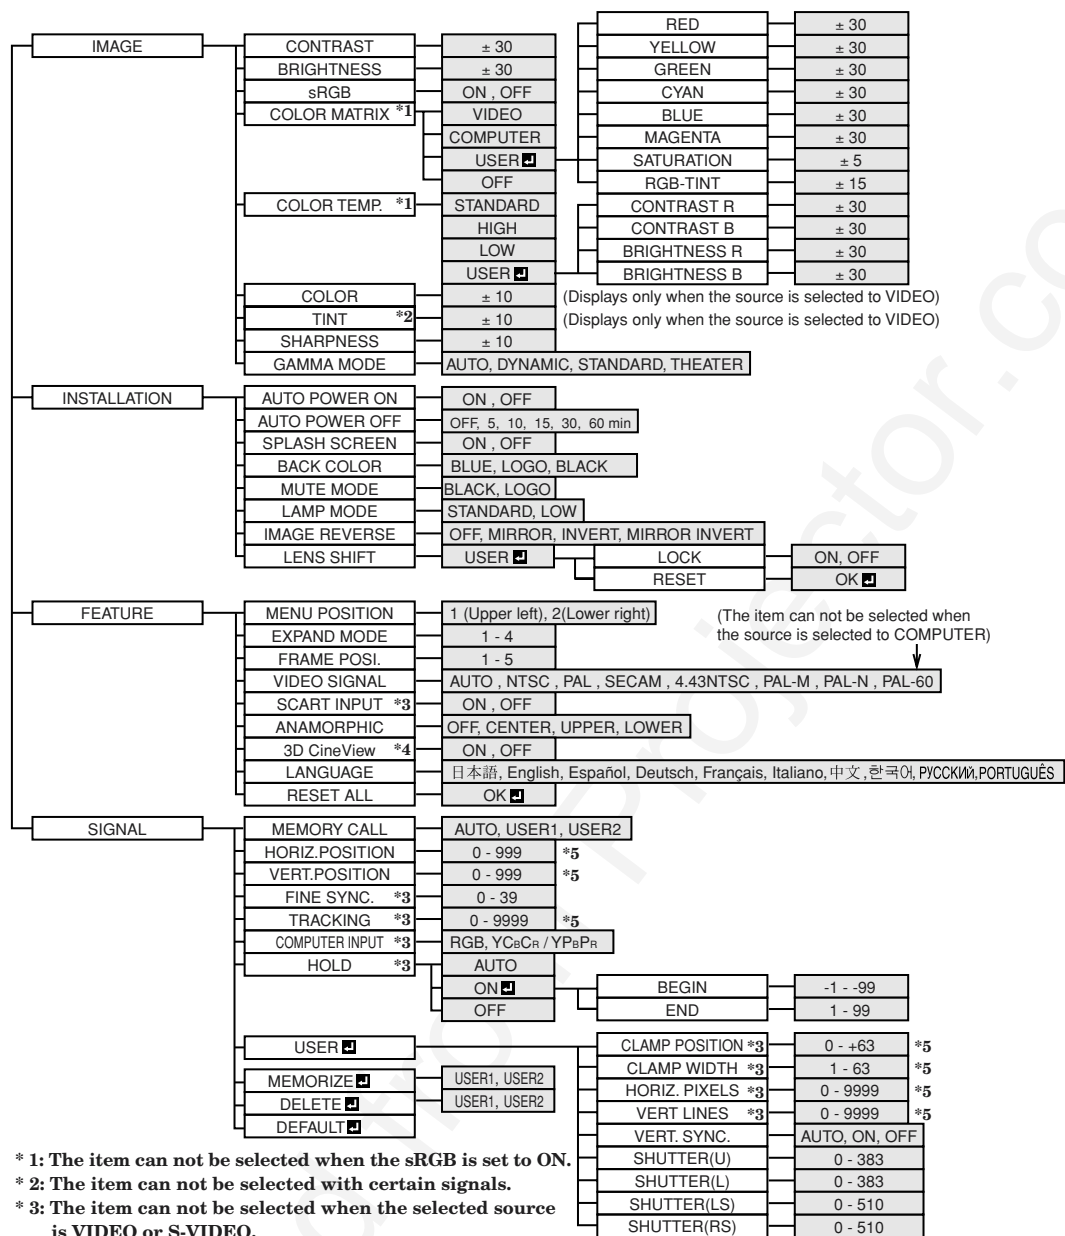 IMAGE
CONTRAST ± 30
BRIGHTNESS ± 30
sRGB ON , OFF
COLOR MATRIX *1 VIDEO
COMPUTER
USER
OFF
RED ± 30
YELLOW ± 30
GREEN ± 30
CYAN ± 30
BLUE ± 30
MAGENTA ± 30
SATURATION ± 5
RGB-TINT ± 15
COLOR TEMP. *1 STANDARD
HIGH
LOW
USER
CONTRAST R ± 30
CONTRAST B ± 30
BRIGHTNESS R ± 30
BRIGHTNESS B ± 30
COLOR ± 10 (Displays only when the source is selected to VIDEO)
TINT *2 ± 10 (Displays only when the source is selected to VIDEO)
SHARPNESS ± 10
GAMMA MODE AUTO, DYNAMIC, STANDARD, THEATER
INSTALLATION
AUTO POWER ON ON , OFF
AUTO POWER OFF OFF, 5, 10, 15, 30, 60 min
SPLASH SCREEN ON , OFF
BACK COLOR BLUE, LOGO, BLACK
MUTE MODE BLACK, LOGO
LAMP MODE STANDARD, LOW
IMAGE REVERSE OFF, MIRROR, INVERT, MIRROR INVERT
LENS SHIFT USER LOCK ON, OFF
RESET OK
FEATURE
MENU POSITION 1 (Upper left), 2(Lower right)
(The item can not be selected when
the source is selected to COMPUTER)
EXPAND MODE 1 - 4
FRAME POSI. 1 - 5
VIDEO SIGNAL AUTO , NTSC , PAL , SECAM , 4.43NTSC , PAL-M , PAL-N , PAL-60
SCART INPUT *3 ON , OFF
ANAMORPHIC OFF, CENTER, UPPER, LOWER
3D CineView *4 ON , OFF
LANGUAGE 日本語, English, Español, Deutsch, Français, Italiano, 中文, 한국어, РУССКИЙ, PORTUGUÊS
RESET ALL OK
SIGNAL
MEMORY CALL AUTO, USER1, USER2
HORIZ.POSITION 0 - 999 *5
VERT.POSITION 0 - 999 *5
FINE SYNC. *3 0 - 39
TRACKING *3 0 - 9999 *5
COMPUTER INPUT *3 RGB, YCBCR / YPBPR
HOLD *3 AUTO
ON
OFF
BEGIN -1 - -99
END 1 - 99
USER
CLAMP POSITION *3 0 - +63 *5
CLAMP WIDTH *3 1 - 63 *5
HORIZ. PIXELS *3 0 - 9999 *5
VERT LINES *3 0 - 9999 *5
VERT. SYNC. AUTO, ON, OFF
SHUTTER(U) 0 - 383
SHUTTER(L) 0 - 383
SHUTTER(LS) 0 - 510
SHUTTER(RS) 0 - 510
MEMORIZE USER1, USER2
DELETE USER1, USER2
DEFAULT
* 1: The item can not be selected when the sRGB is set to ON.
* 2: The item can not be selected with certain signals.
* 3: The item can not be selected when the selected source
is VIDEO or S-VIDEO.